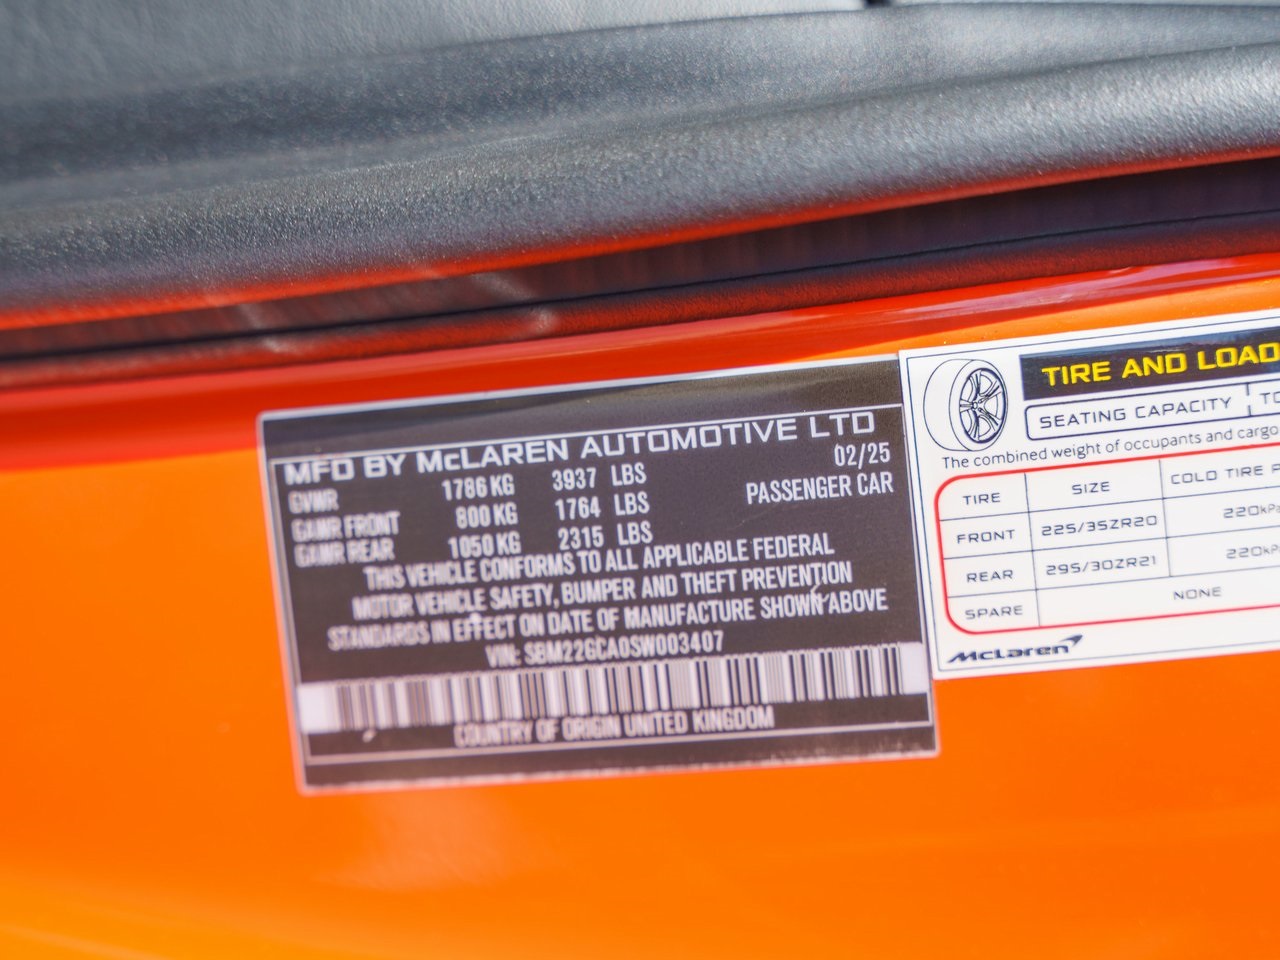 MFD BY McLAREN AUTOMOTIVE LTD
02/25
GVWR 1786 KG 3937 LBS
GAWR FRONT 800 KG 1764 LBS PASSENGER CAR
GAWR REAR 1050 KG 2315 LBS
THIS VEHICLE CONFORMS TO ALL APPLICABLE FEDERAL
MOTOR VEHICLE SAFETY, BUMPER AND THEFT PREVENTION
STANDARDS IN EFFECT ON DATE OF MANUFACTURE SHOWN ABOVE
VIN: SBM22GCA0SW003407
COUNTRY OF ORIGIN UNITED KINGDOM
TIRE AND LOAD
SEATING CAPACITY TO
The combined weight of occupants and cargo
TIRE SIZE COLD TIRE P
FRONT 225/35ZR20 220kPa
REAR 295/30ZR21 220kPa
SPARE NONE
McLaren